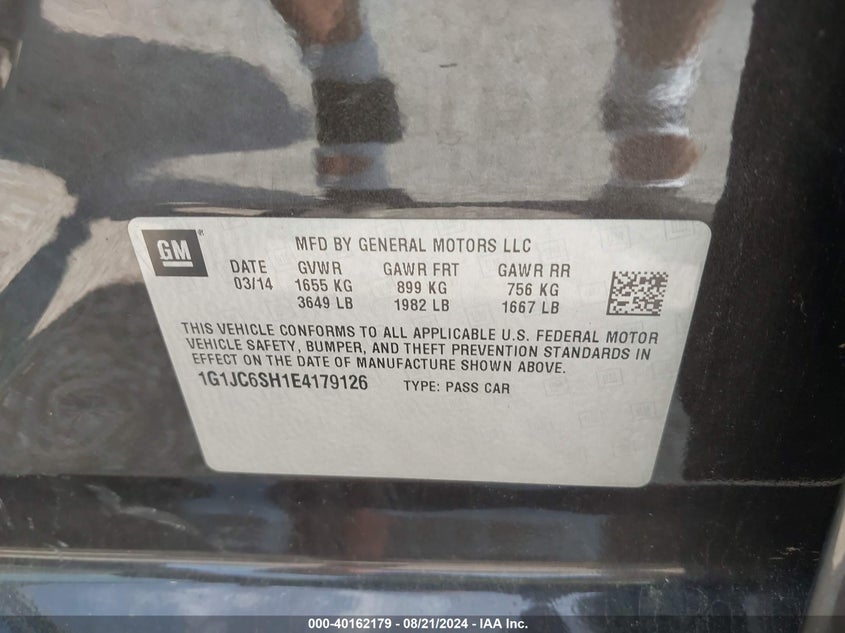 GM
MFD BY GENERAL MOTORS LLC
DATE GVWR GAWR FRT GAWR RR
03/14 1655 KG 899 KG 756 KG
3649 LB 1982 LB 1667 LB
THIS VEHICLE CONFORMS TO ALL APPLICABLE U.S. FEDERAL MOTOR
VEHICLE SAFETY, BUMPER, AND THEFT PREVENTION STANDARDS IN
EFFECT ON THE DATE OF MANUFACTURE SHOWN ABOVE.
1G1JC6SH1E4179126 TYPE: PASS CAR
000-40162179 - 08/21/2024 - IAA Inc.